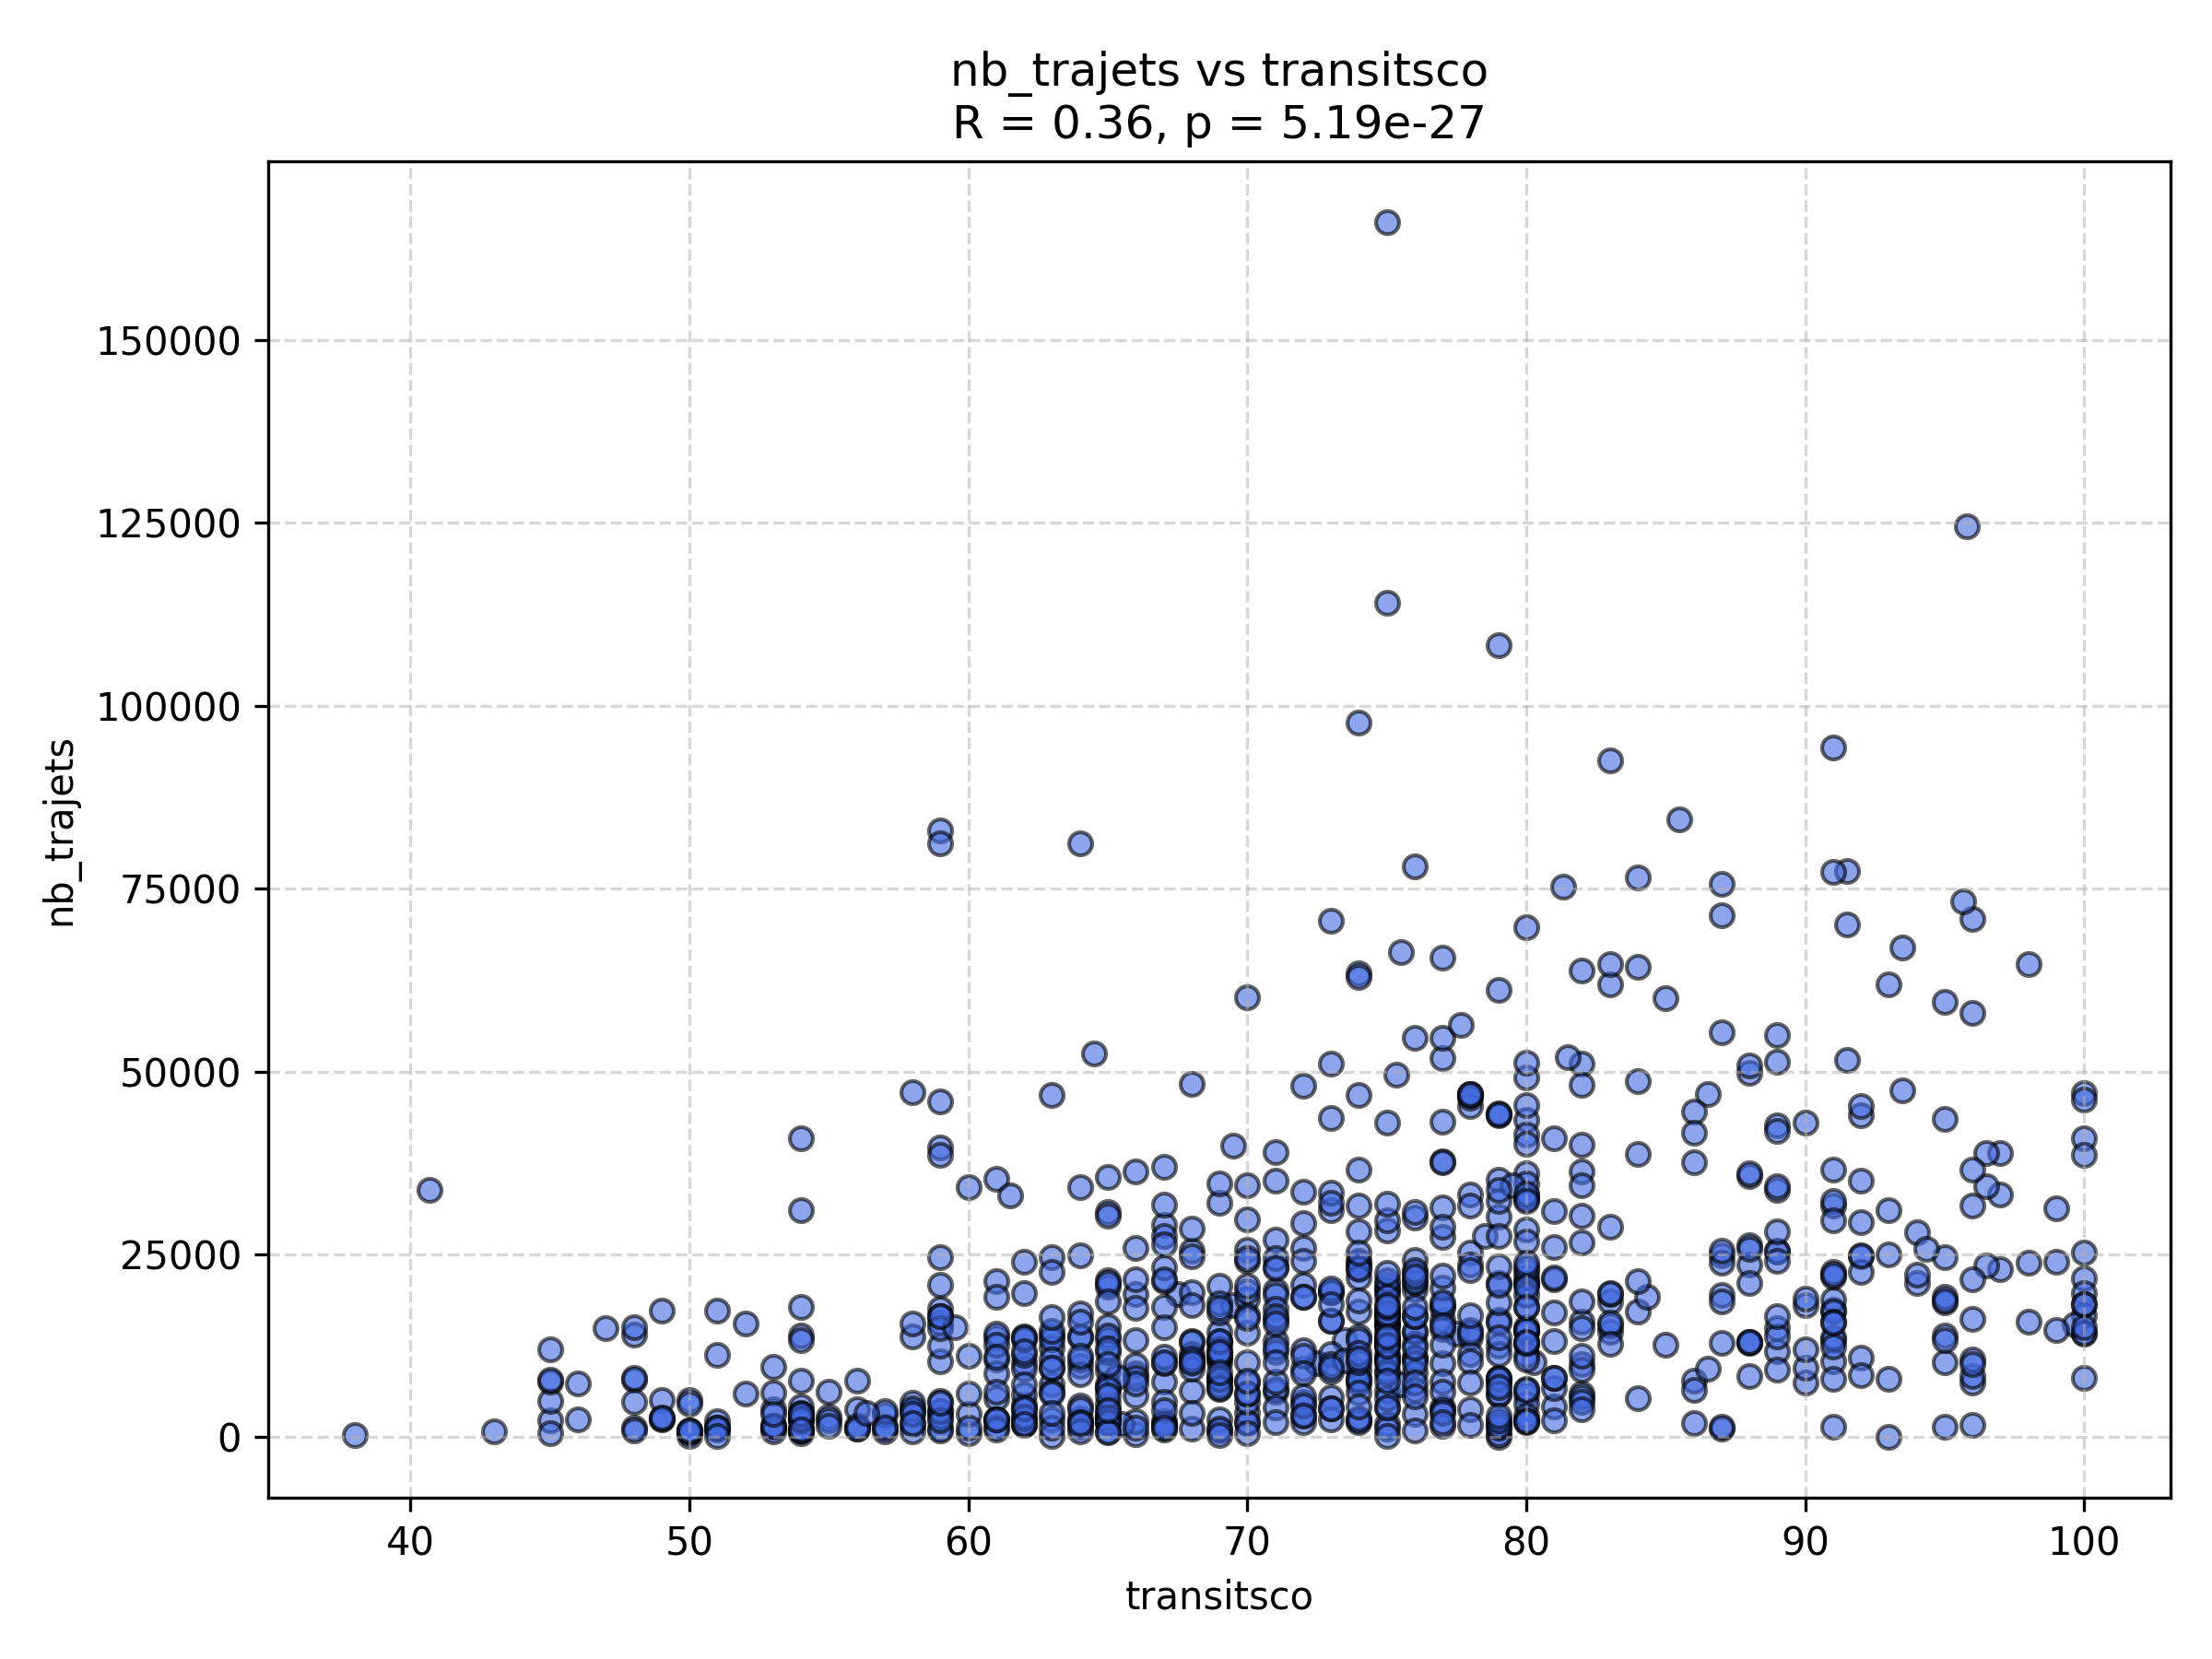 nb_trajets vs transitsco
R = 0.36, p = 5.19e-27
150000
125000
100000
75000
50000
25000
0
nb_trajets
40 50 60 70 80 90 100
transitsco